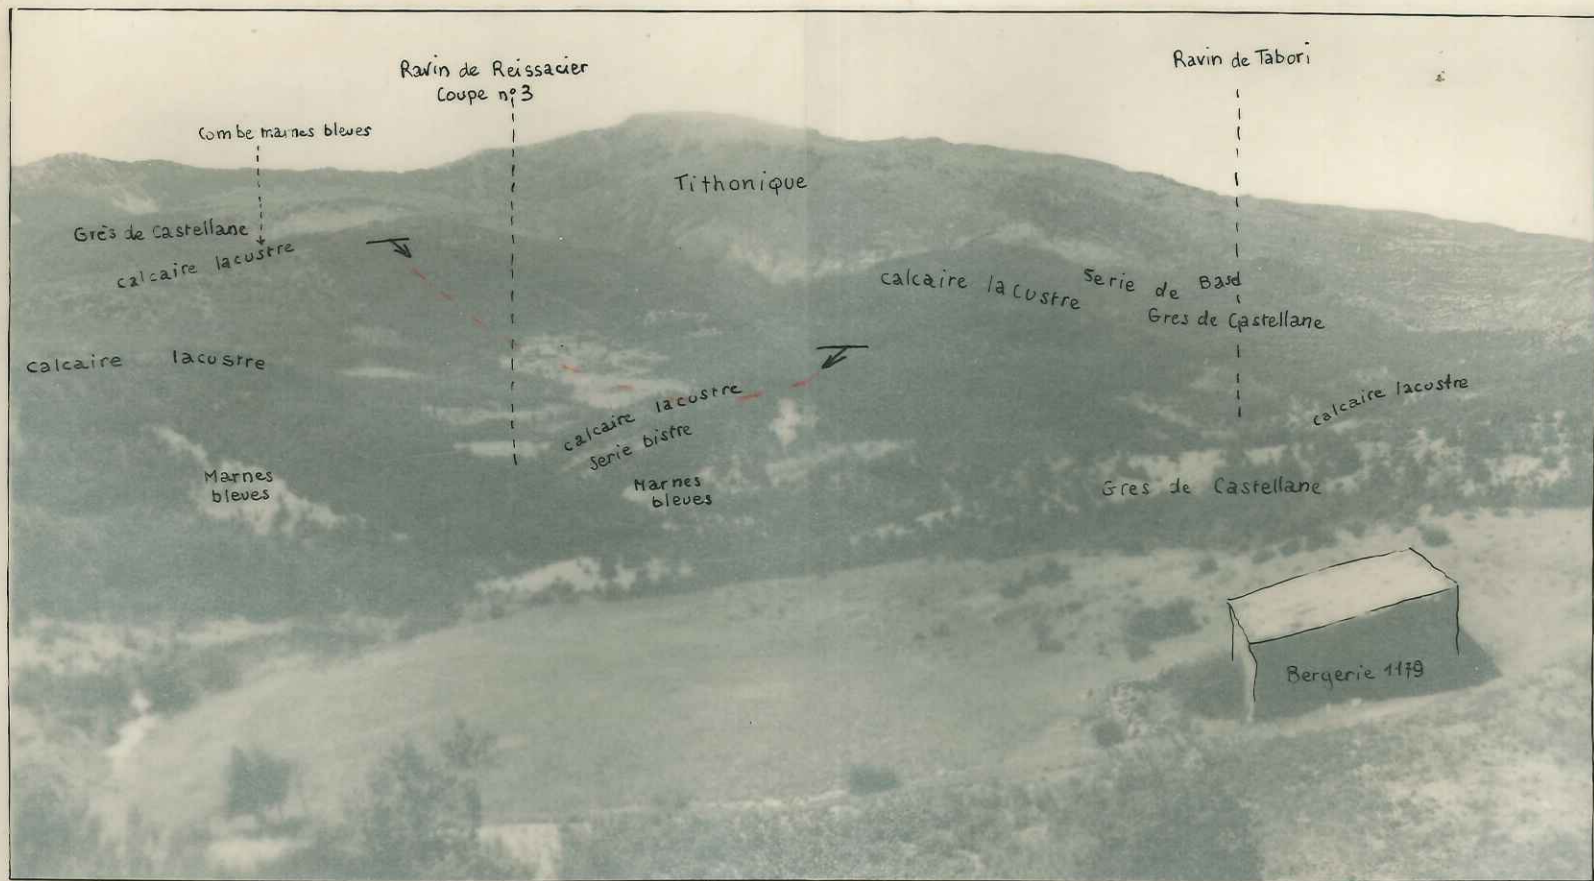 Ravin de Reissacier
Coupe n°3
Ravin de Tabori
Combe marnes bleues
Tithonique
Grès de Castellane
calcaire lacustre
calcaire lacustre
Serie de Base
Gres de Castellane
calcaire lacustre
calcaire lacustre
Serie bistre
calcaire lacustre
Marnes
bleues
Marnes
bleues
Gres de Castellane
Bergerie 1179